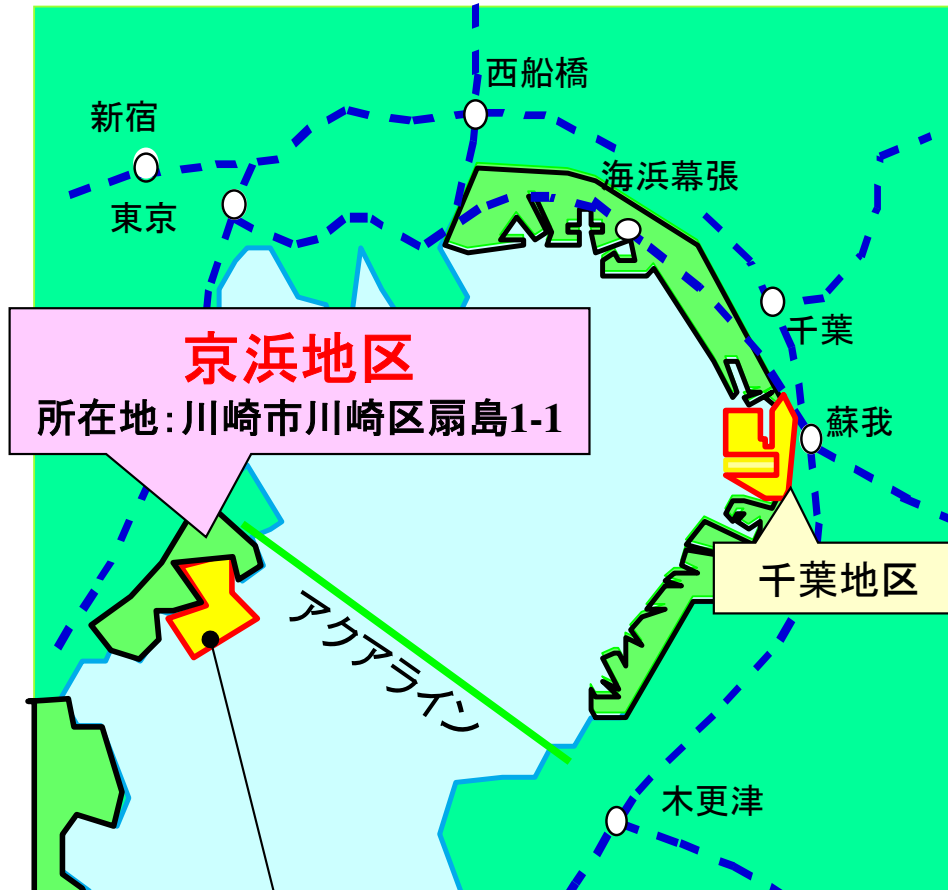 西船橋
新宿
海浜幕張
東京
千葉
京浜地区
所在地:川崎市川崎区扇島1-1
蘇我
千葉地区
アクアライン
木更津